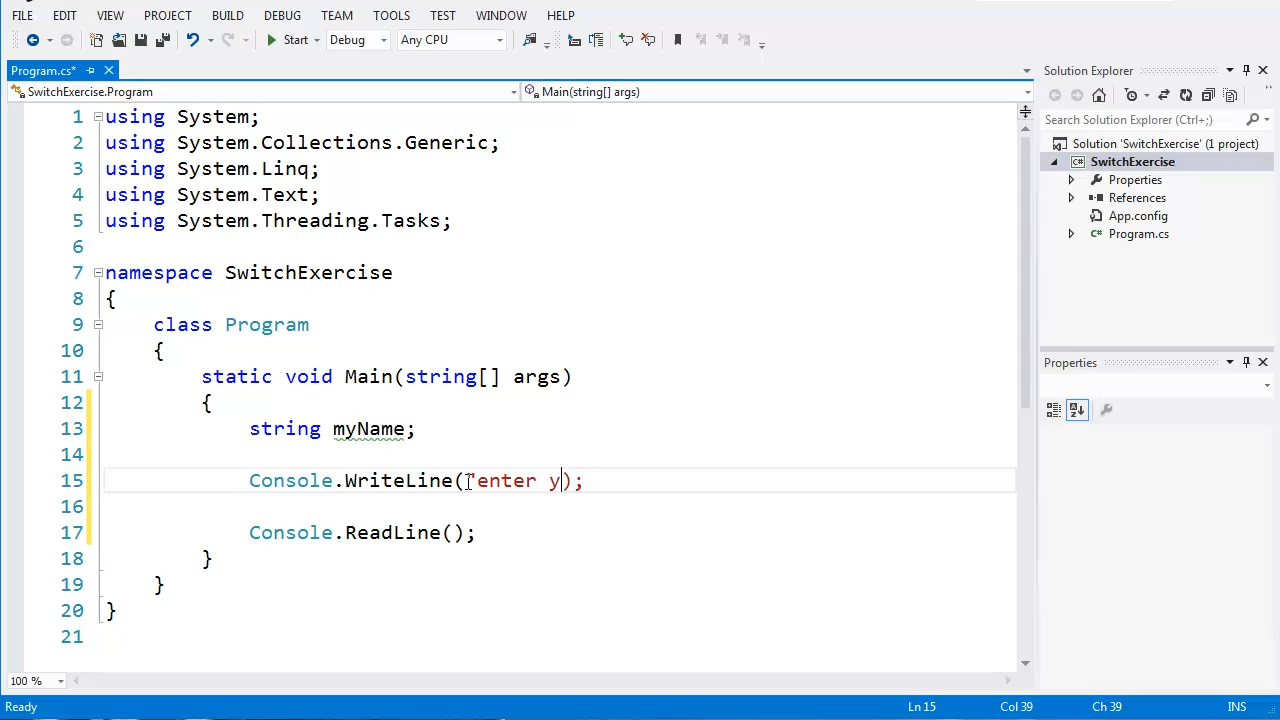 FILE EDIT VIEW PROJECT BUILD DEBUG TEAM TOOLS TEST WINDOW HELP
Start Debug Any CPU
Program.cs*
SwitchExercise.Program Main(string[] args)
1 using System;
2 using System.Collections.Generic;
3 using System.Linq;
4 using System.Text;
5 using System.Threading.Tasks;
6
7 namespace SwitchExercise
8 {
9 class Program
10 {
11 static void Main(string[] args)
12 {
13 string myName;
14
15 Console.WriteLine("enter y);
16
17 Console.ReadLine();
18 }
19 }
20 }
21
100 %
Solution Explorer
Search Solution Explorer (Ctrl+;)
Solution 'SwitchExercise' (1 project)
C# SwitchExercise
Properties
References
App.config
C# Program.cs
Properties
Ready Ln 15 Col 39 Ch 39 INS